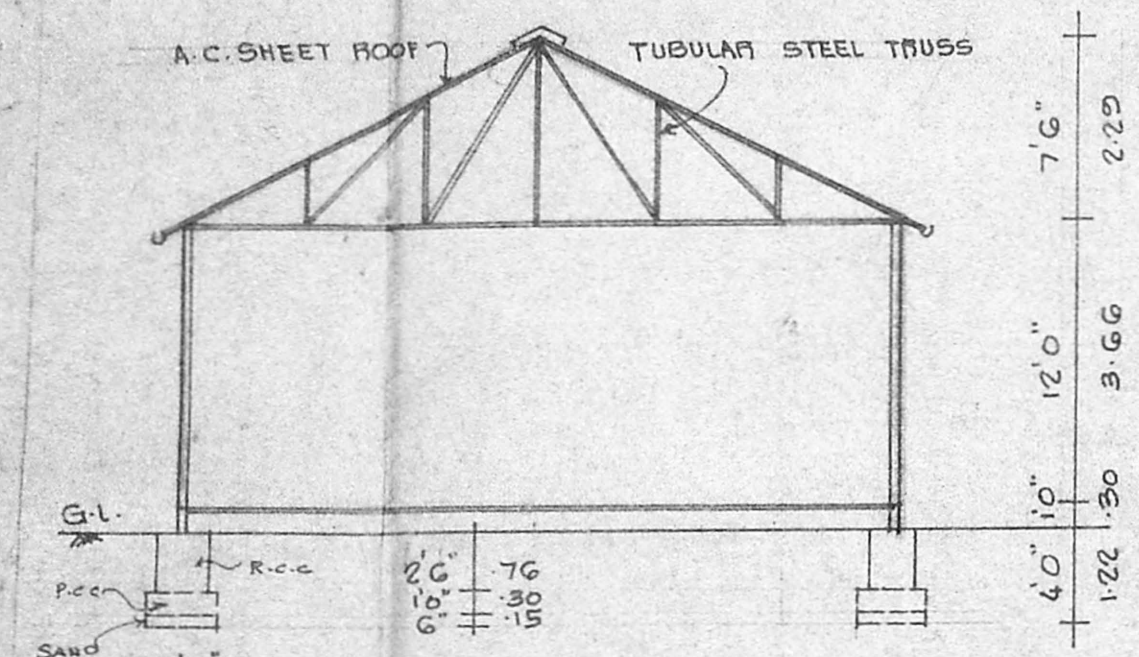 A.C. SHEET ROOF
TUBULAR STEEL TRUSS
7'6"
2.29
12'0"
3.66
1'0"
.30
4'0"
1.22
G.L.
R.C.C
P.C.C
SAND
2'6" .76
1'0" .30
6" .15